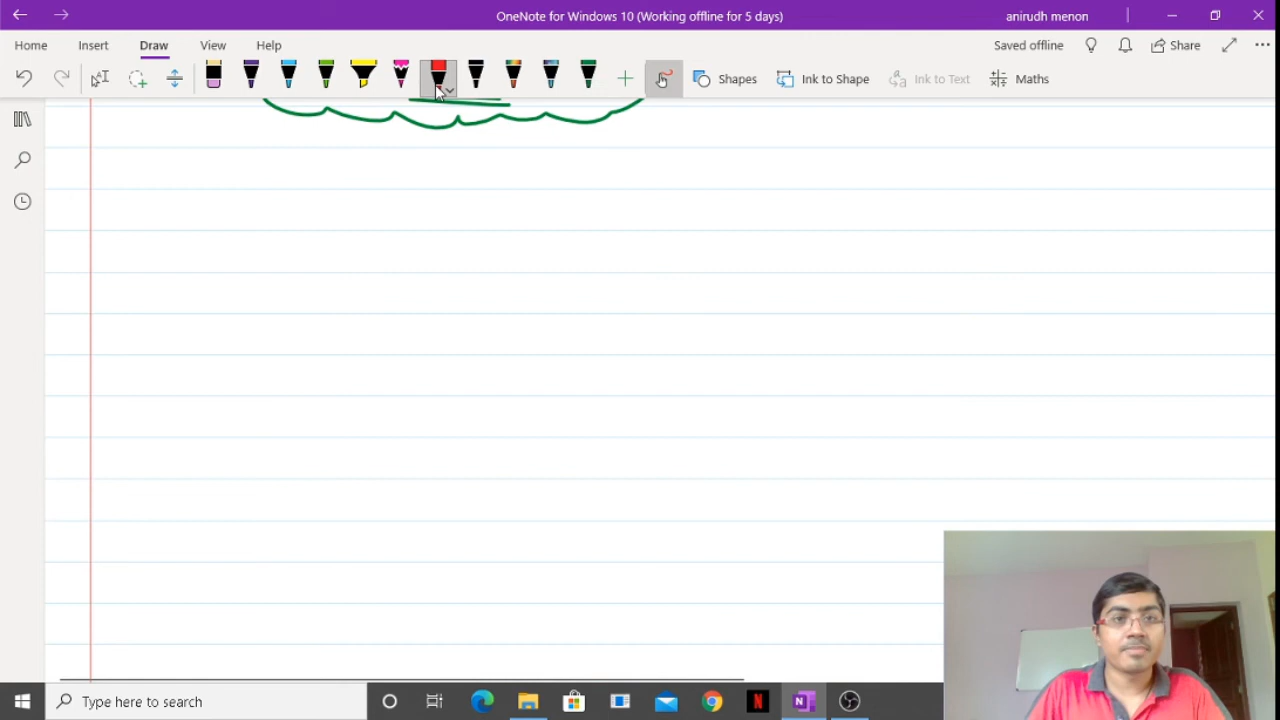 OneNote for Windows 10 (Working offline for 5 days)
anirudh menon
Home Insert Draw View Help
Saved offline
Share
Shapes
Ink to Shape
Ink to Text
Maths
Type here to search